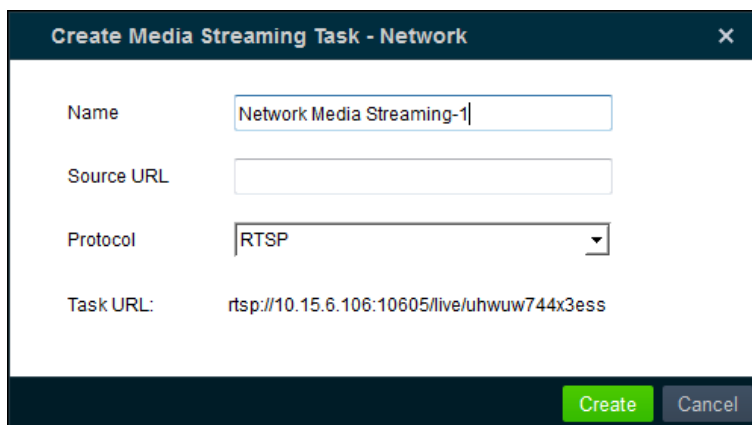 Create Media Streaming Task - Network ×
Name Network Media Streaming-1
Source URL
Protocol RTSP
Task URL: rtsp://10.15.6.106:10605/live/uhwuw744x3ess
Create Cancel